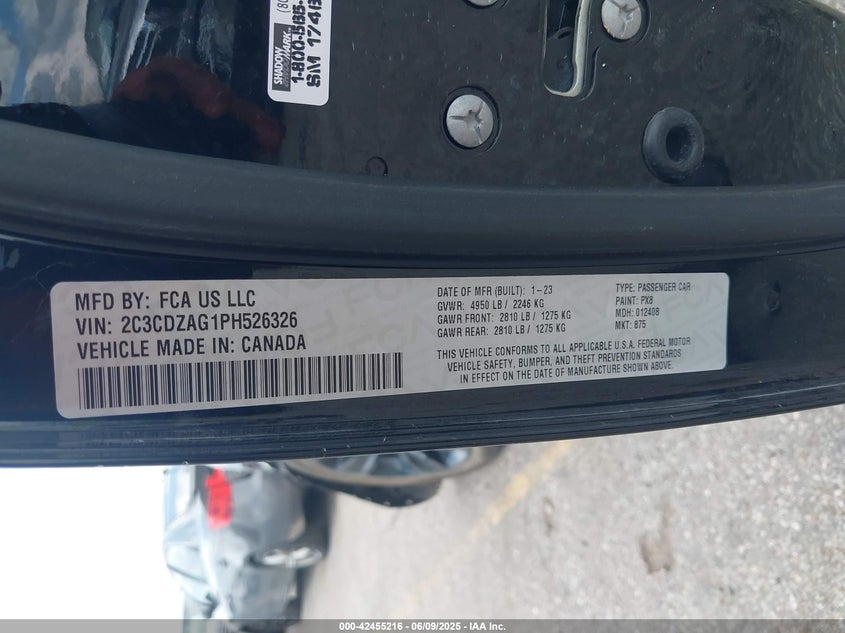 SHADOW
MARK
1-800-565-
SM 1748
MFD BY: FCA US LLC
VIN: 2C3CDZAG1PH526326
VEHICLE MADE IN: CANADA
DATE OF MFR (BUILT): 1-23
GVWR: 4950 LB / 2246 KG
GAWR FRONT: 2810 LB / 1275 KG
GAWR REAR: 2810 LB / 1275 KG
TYPE: PASSENGER CAR
PAINT: PX8
MDH: 012408
MKT: 875
THIS VEHICLE CONFORMS TO ALL APPLICABLE U.S.A. FEDERAL MOTOR
VEHICLE SAFETY, BUMPER, AND THEFT PREVENTION STANDARDS
IN EFFECT ON THE DATE OF MANUFACTURE SHOWN ABOVE.
000-42455216 - 06/09/2025 - IAA Inc.